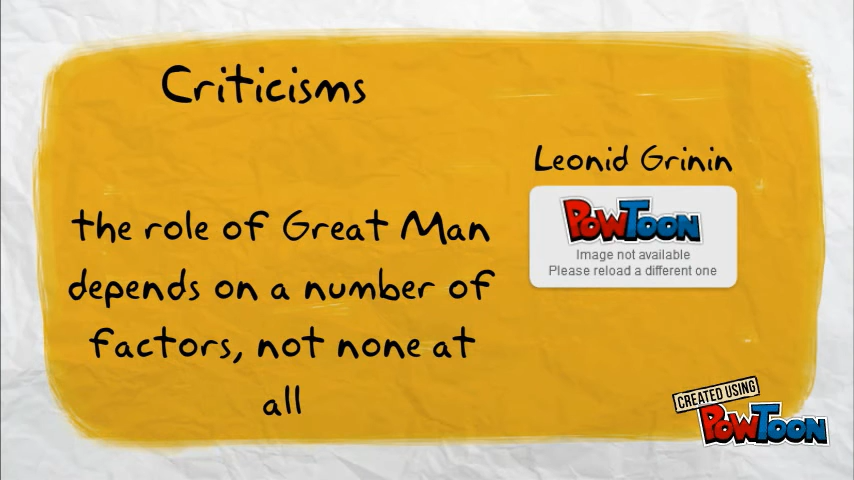 Criticisms
Leonid Grinin
the role of Great Man
depends on a number of
factors, not none at
all
PowToon
Image not available
Please reload a different one
CREATED USING
PowToon